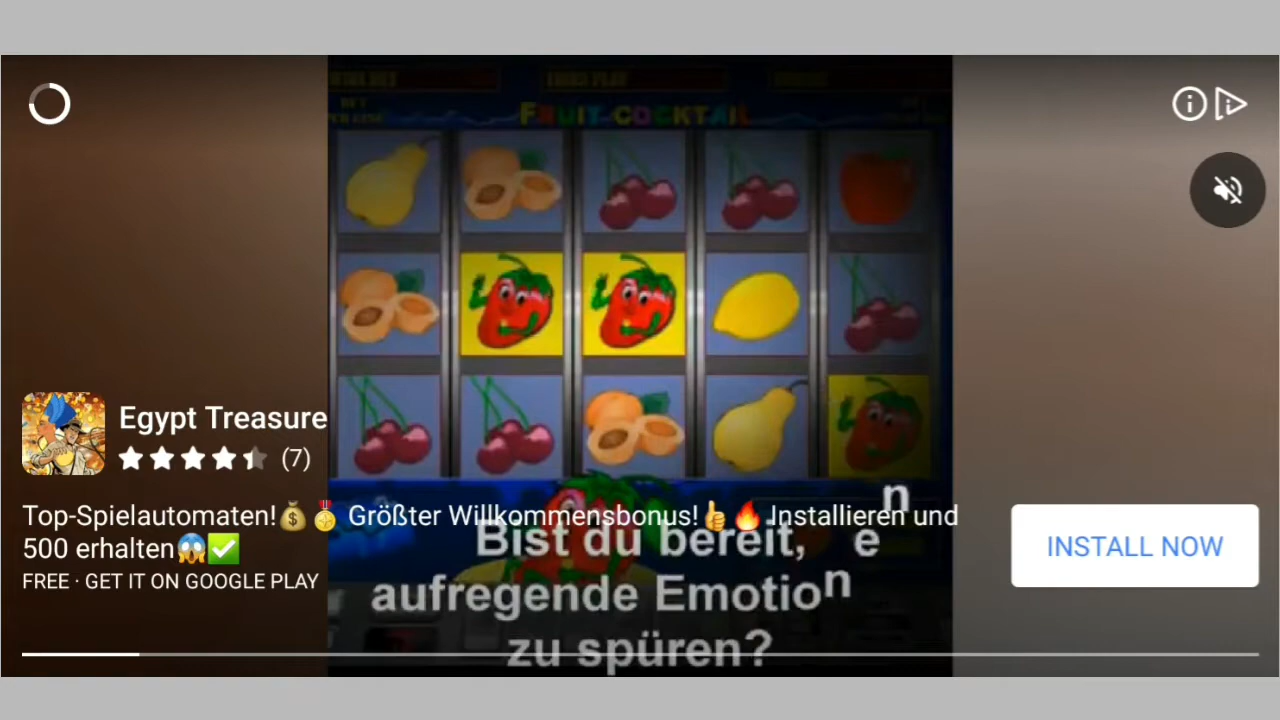 FRUIT COCKTAIL
Egypt Treasure
(7)
Top-Spielautomaten!💰🏅 Größter Willkommensbonus!👍🔥 Installieren und
500 erhalten😱✅
FREE · GET IT ON GOOGLE PLAY
INSTALL NOW
Bist du bereit,
aufregende Emotionen
zu spüren?